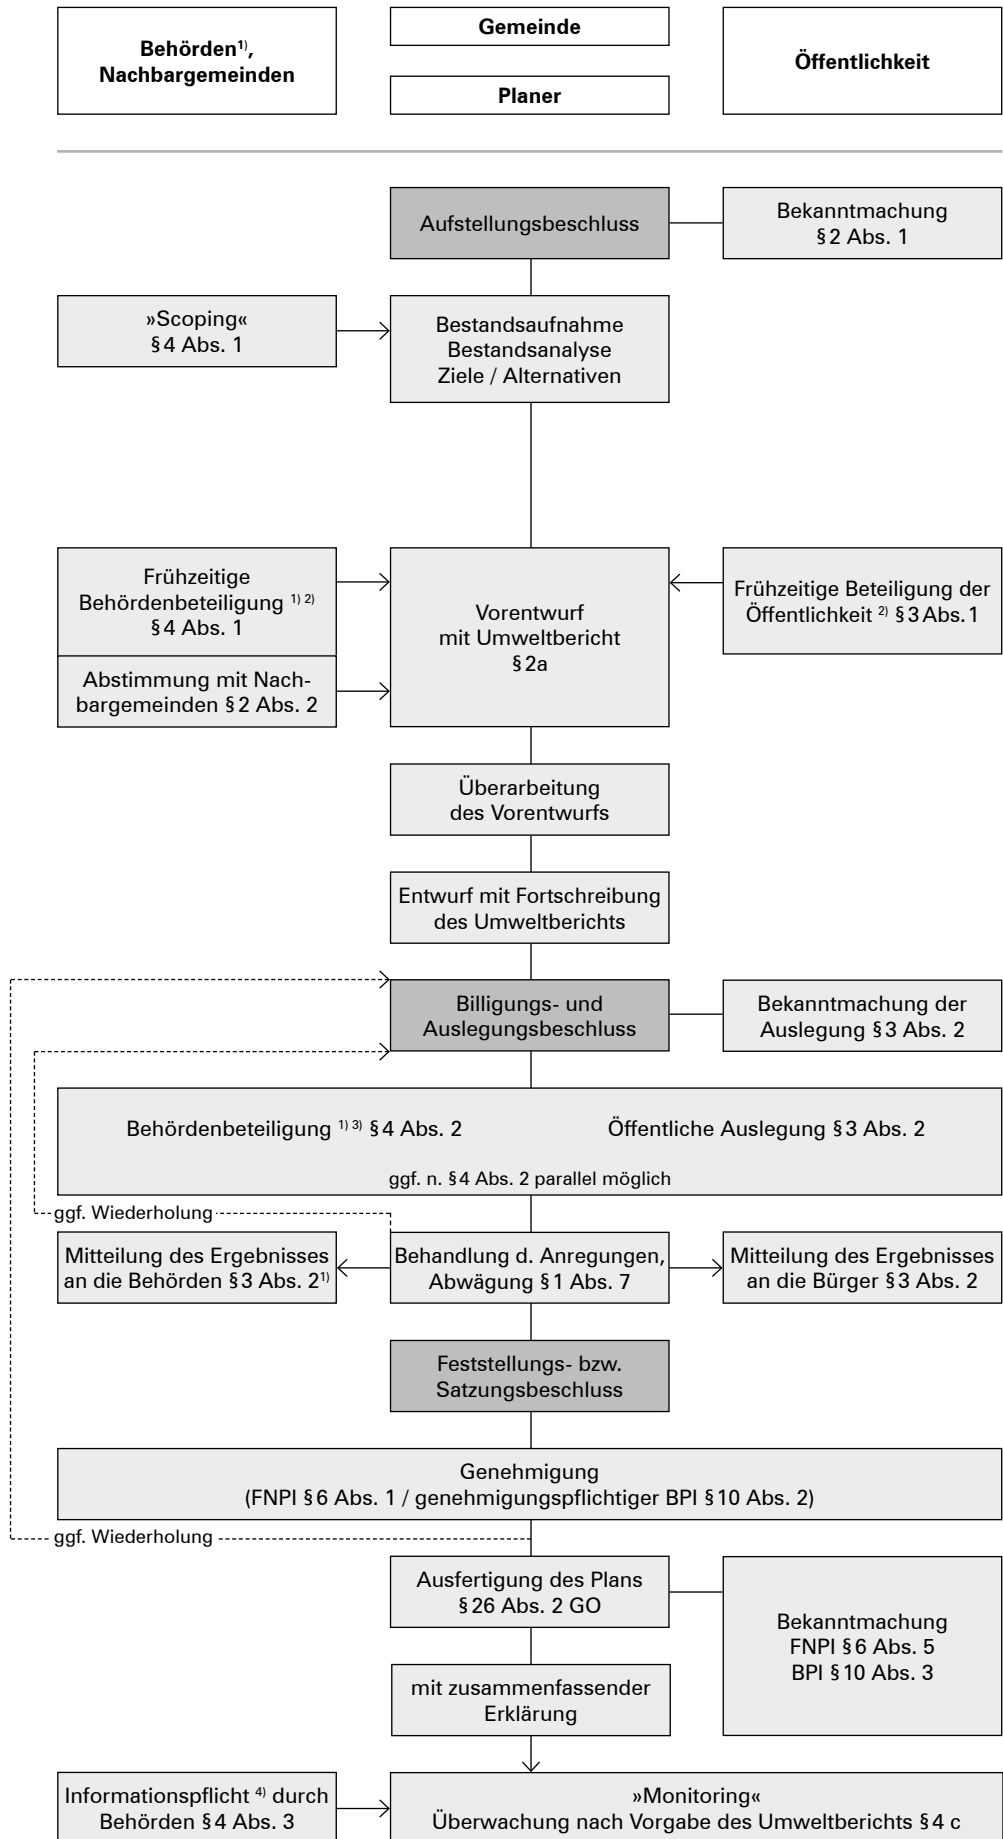 Behörden¹⁾,
Nachbargemeinden
Gemeinde
Planer
Öffentlichkeit
Aufstellungsbeschluss
Bekanntmachung
§ 2 Abs. 1
»Scoping«
§ 4 Abs. 1
Bestandsaufnahme
Bestandsanalyse
Ziele / Alternativen
Frühzeitige
Behördenbeteiligung ¹⁾ ²⁾
§ 4 Abs. 1
Abstimmung mit Nach-
bargemeinden § 2 Abs. 2
Vorentwurf
mit Umweltbericht
§ 2a
Frühzeitige Beteiligung der
Öffentlichkeit ²⁾ § 3 Abs. 1
Überarbeitung
des Vorentwurfs
Entwurf mit Fortschreibung
des Umweltberichts
Billigungs- und
Auslegungsbeschluss
Bekanntmachung der
Auslegung § 3 Abs. 2
Behördenbeteiligung ¹⁾ ³⁾ § 4 Abs. 2
Öffentliche Auslegung § 3 Abs. 2
ggf. n. § 4 Abs. 2 parallel möglich
ggf. Wiederholung
Mitteilung des Ergebnisses
an die Behörden § 3 Abs. 2¹⁾
Behandlung d. Anregungen,
Abwägung § 1 Abs. 7
Mitteilung des Ergebnisses
an die Bürger § 3 Abs. 2
Feststellungs- bzw.
Satzungsbeschluss
Genehmigung
(FNPl § 6 Abs. 1 / genehmigungspflichtiger BPl § 10 Abs. 2)
ggf. Wiederholung
Ausfertigung des Plans
§ 26 Abs. 2 GO
Bekanntmachung
FNPl § 6 Abs. 5
BPl § 10 Abs. 3
mit zusammenfassender
Erklärung
Informationspflicht ⁴⁾ durch
Behörden § 4 Abs. 3
»Monitoring«
Überwachung nach Vorgabe des Umweltberichts § 4 c